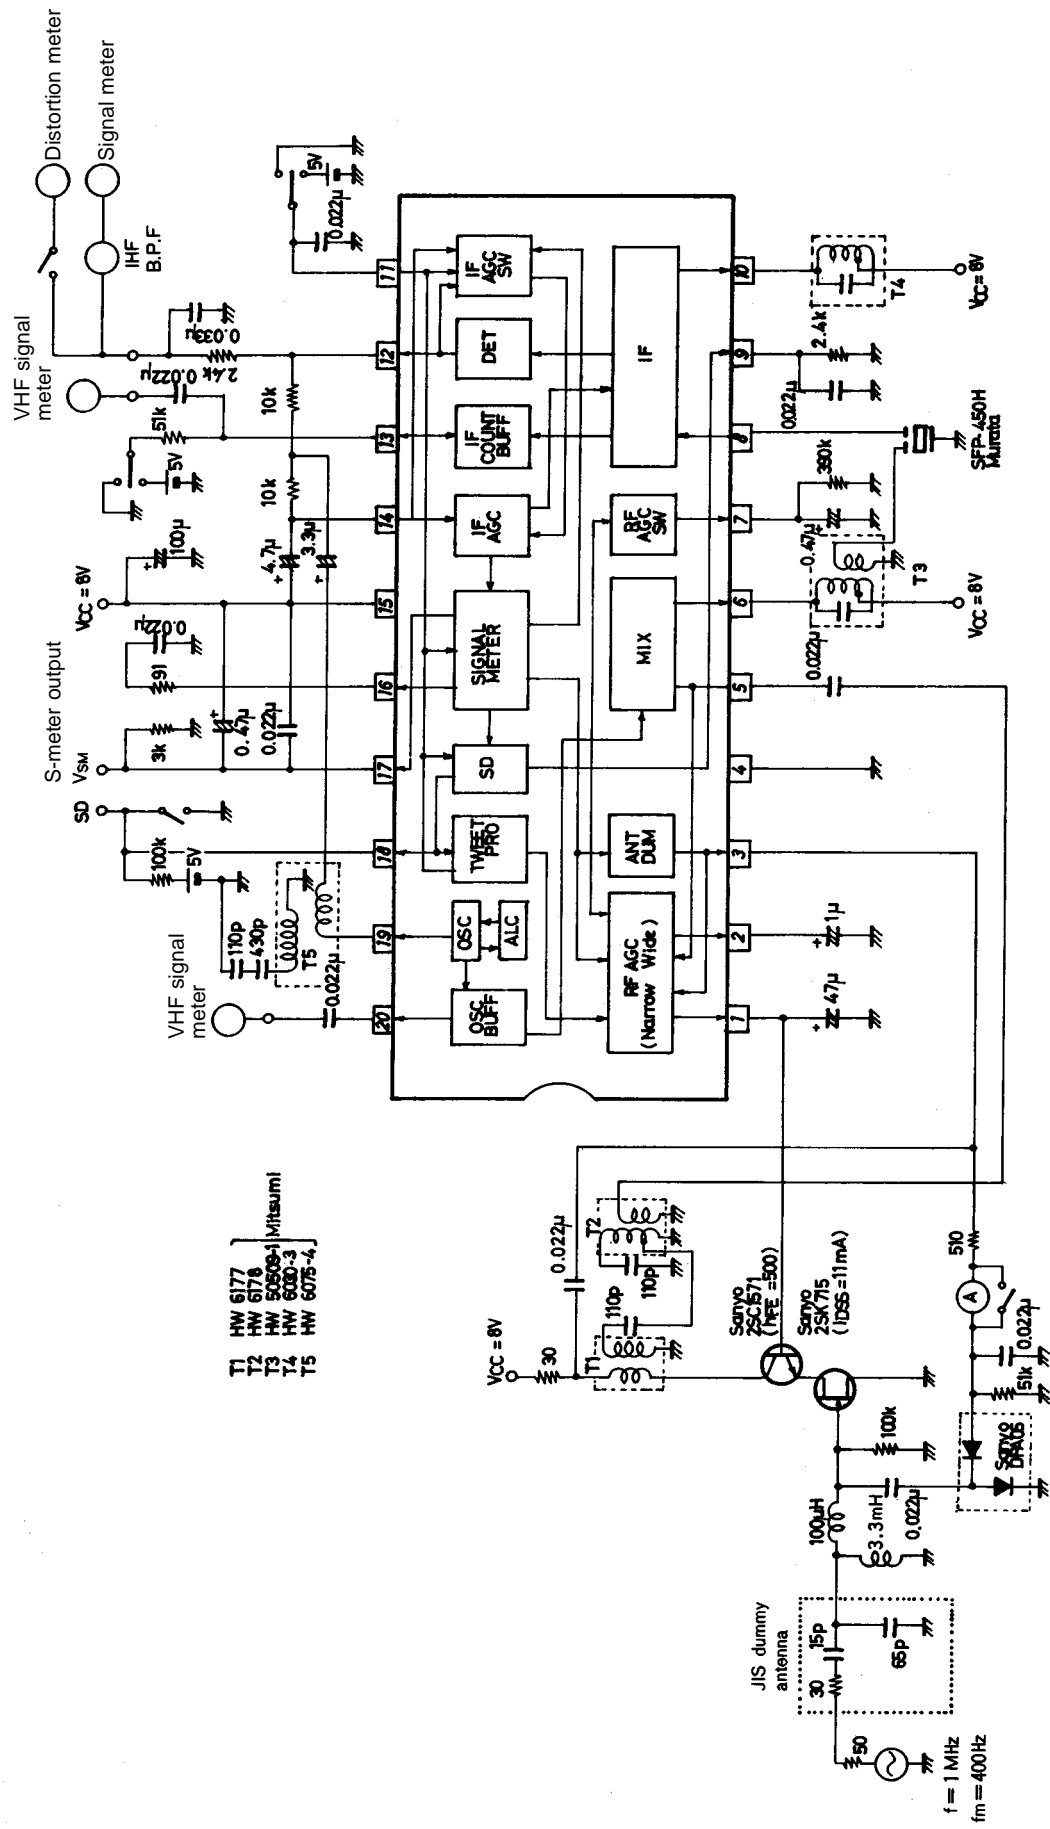 Distortion meter
Signal meter
IHF
B.P.F
VHF signal
meter
5V
0.022μ
0.033μ
2.4k
0.022μ
51k
5V
10k
10k
100μ
4.7μ
3.3μ
VCC = 8V
0.022μ
91
S-meter output
VSM
3k
0.47μ
0.022μ
SD
100k
5V
110p
430p
T5
0.022μ
VHF signal
meter
11
12
13
14
15
16
17
18
19
20
IF
AGC
SW
DET
IF
COUNT
BUFF
IF
AGC
SIGNAL
METER
SD
TWEET
PRO
OSC
ALC
OSC
BUFF
IF
RF
AGC
SW
MIX
ANT
DUM
RF AGC
(Narrow Wide)
10
9
8
7
6
5
4
3
2
1
T4
VCC = 8V
2.4k
0.022μ
SFP-450H
Murata
390k
0.47μ
T3
VCC = 8V
0.022μ
1μ
47μ
T1 HW 6177
T2 HW 6178
T3 HW 50509-1 Mitsumi
T4 HW 6030-3
T5 HW 6075-4
0.022μ
T2
110p
110p
VCC = 8V
30
T1
Sanyo
2SC1571
(hFE = 500)
Sanyo
2SK715
(IDSS = 11mA)
510
A
0.022μ
51k
Sanyo
100k
100μH
3.3mH
0.022μ
JIS dummy
antenna
15p
30
65p
50
f = 1MHz
fm = 400Hz